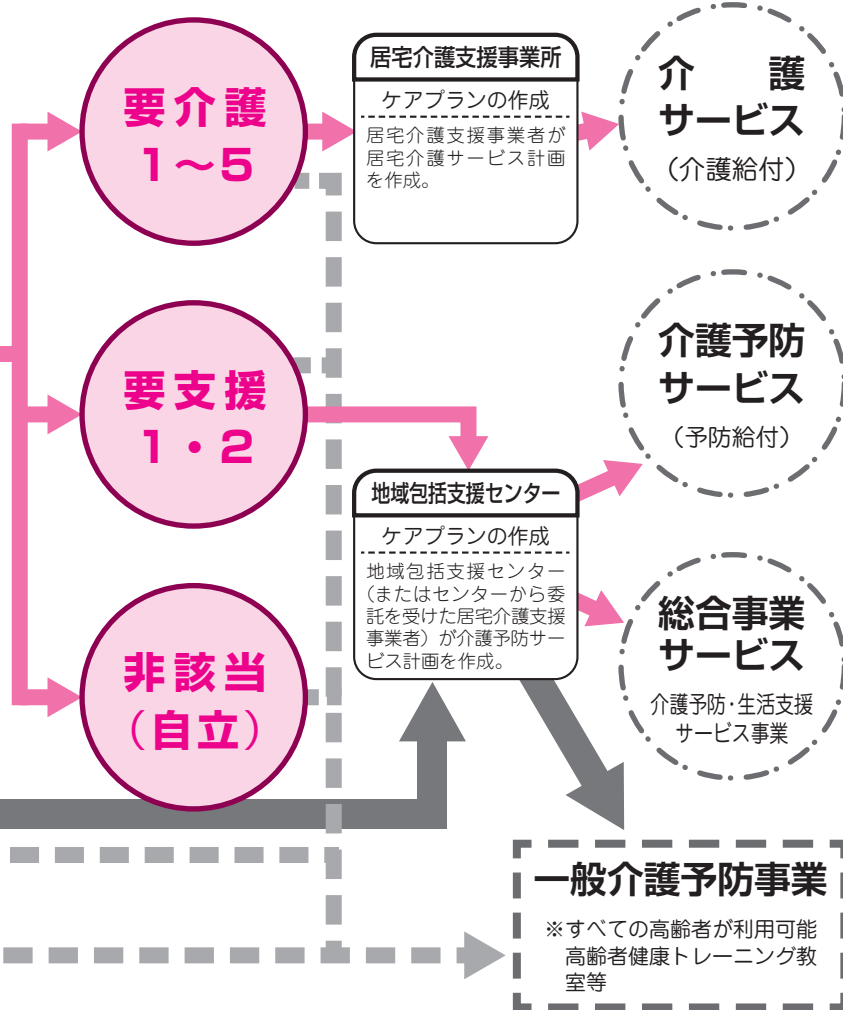 要介護
1〜5
居宅介護支援事業所
ケアプランの作成
居宅介護支援事業者が
居宅介護サービス計画
を作成。
介　護
サービス
（介護給付）
要支援
1・2
介護予防
サービス
（予防給付）
地域包括支援センター
ケアプランの作成
地域包括支援センター
（またはセンターから委
託を受けた居宅介護支援
事業者）が介護予防サー
ビス計画を作成。
非該当
（自立）
総合事業
サービス
介護予防・生活支援
サービス事業
一般介護予防事業
※すべての高齢者が利用可能
高齢者健康トレーニング教
室等